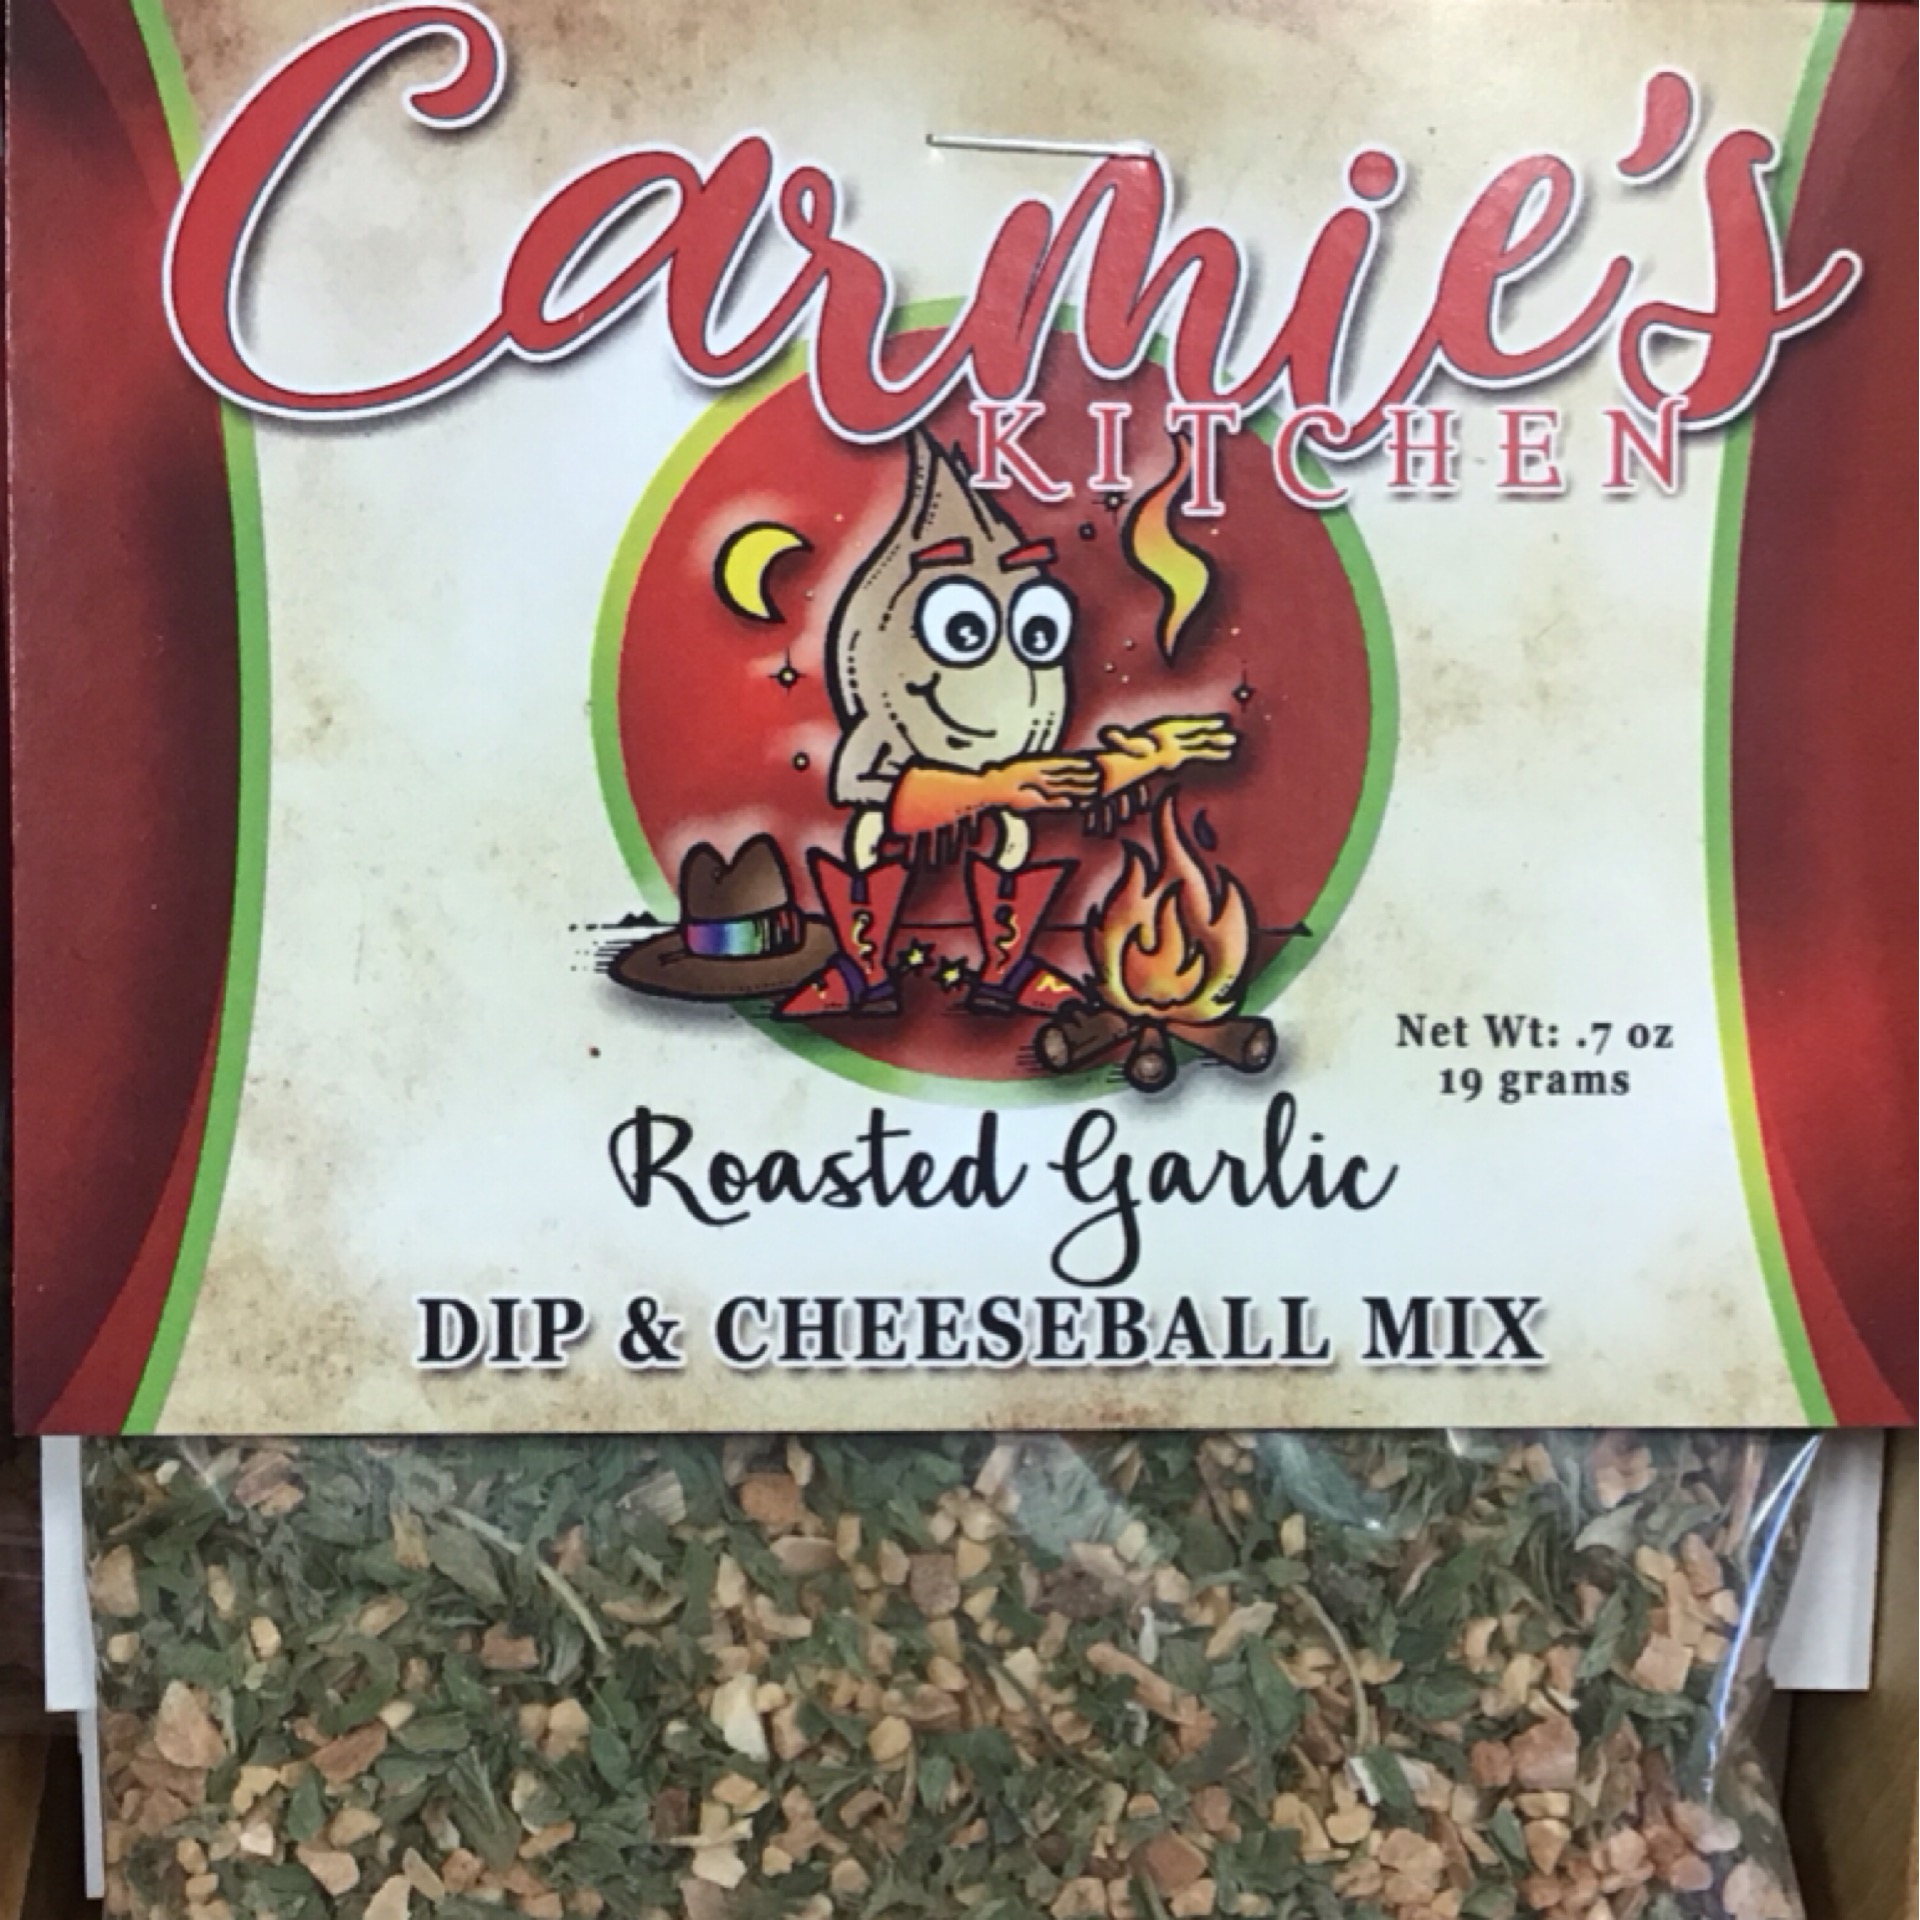 Carmie's
KITCHEN
Net Wt: .7 oz
19 grams
Roasted Garlic
DIP & CHEESEBALL MIX